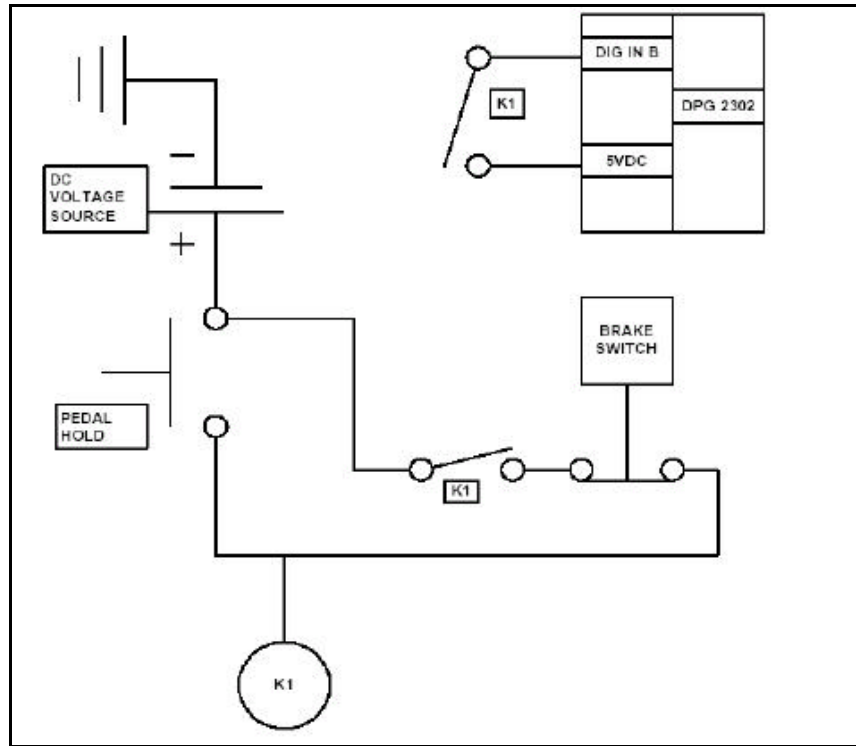 DIG IN B
K1
DPG 2302
5VDC
−
DC
VOLTAGE
SOURCE
+
BRAKE
SWITCH
PEDAL
HOLD
K1
K1